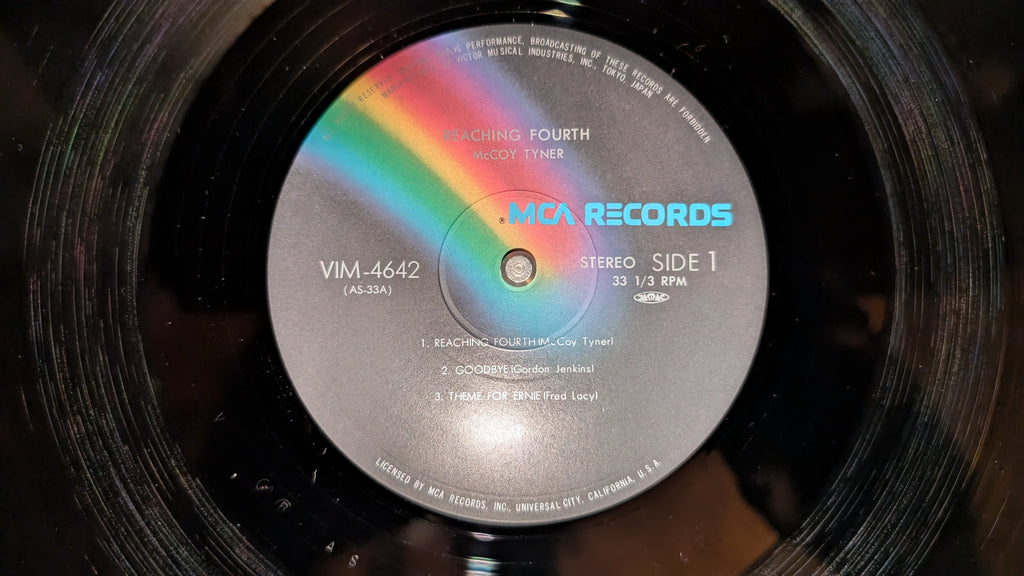 PERFORMANCE, BROADCASTING OF THESE RECORDS ARE FORBIDDEN.
VICTOR MUSICAL INDUSTRIES, INC., TOKYO, JAPAN
REACHING FOURTH
McCOY TYNER
® MCA RECORDS
VIM-4642
(AS-33A)
STEREO SIDE 1
33 1/3 RPM
1. REACHING FOURTH (McCoy Tyner)
2. GOODBYE (Gordon Jenkins)
3. THEME FOR ERNIE (Fred Lacy)
LICENSED BY MCA RECORDS, INC., UNIVERSAL CITY, CALIFORNIA, U.S.A.